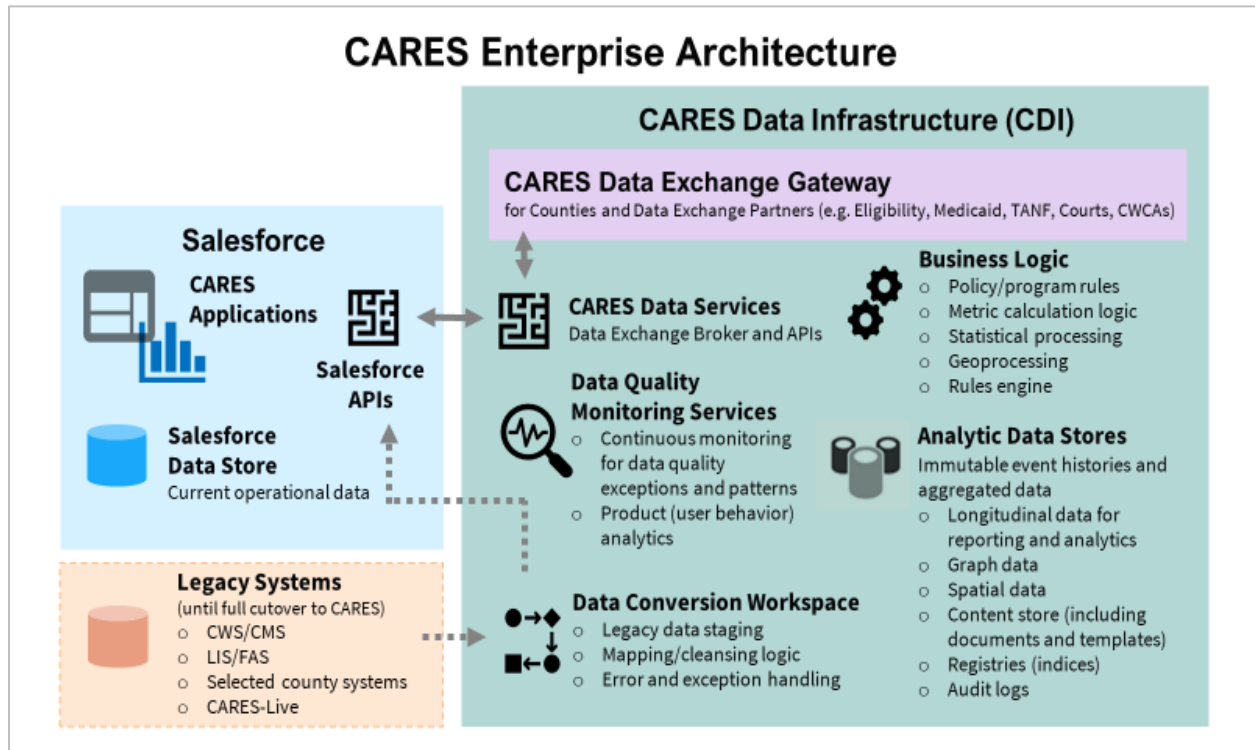 CARES Enterprise Architecture
CARES Data Infrastructure (CDI)
CARES Data Exchange Gateway
for Counties and Data Exchange Partners (e.g. Eligibility, Medicaid, TANF, Courts, CWCAs)
Salesforce
CARES
Applications
Salesforce
APIs
Salesforce
Data Store
Current operational data
Legacy Systems
(until full cutover to CARES)
o CWS/CMS
o LIS/FAS
o Selected county systems
o CARES-Live
CARES Data Services
Data Exchange Broker and APIs
Data Quality
Monitoring Services
o Continuous monitoring
for data quality
exceptions and patterns
o Product (user behavior)
analytics
Data Conversion Workspace
o Legacy data staging
o Mapping/cleansing logic
o Error and exception handling
Business Logic
o Policy/program rules
o Metric calculation logic
o Statistical processing
o Geoprocessing
o Rules engine
Analytic Data Stores
Immutable event histories and
aggregated data
o Longitudinal data for
reporting and analytics
o Graph data
o Spatial data
o Content store (including
documents and templates)
o Registries (indices)
o Audit logs